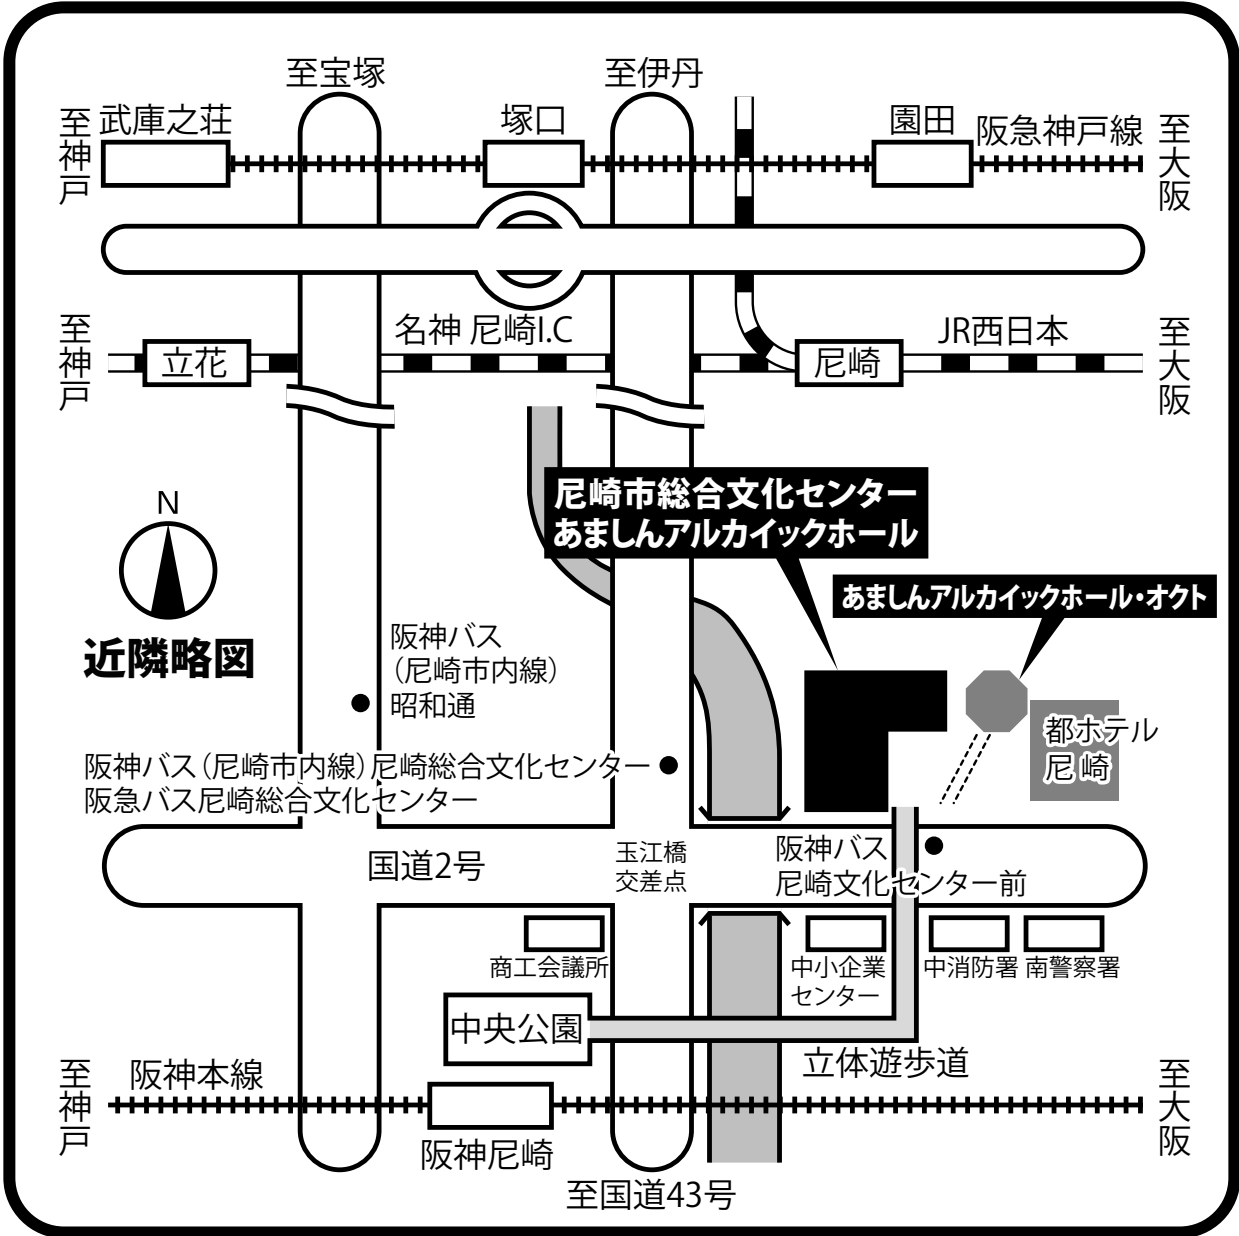 至宝塚
至伊丹
至神戸
武庫之荘
塚口
園田
阪急神戸線
至大阪
至神戸
名神 尼崎I.C
JR西日本
至大阪
立花
尼崎
尼崎市総合文化センター
あましんアルカイックホール
N
近隣略図
あましんアルカイックホール・オクト
阪神バス
（尼崎市内線）
昭和通
都ホテル
尼崎
阪神バス（尼崎市内線）尼崎総合文化センター
阪急バス尼崎総合文化センター
国道2号
玉江橋
交差点
阪神バス
尼崎文化センター前
商工会議所
中小企業
センター
中消防署
南警察署
中央公園
立体遊歩道
至神戸
阪神本線
至大阪
阪神尼崎
至国道43号